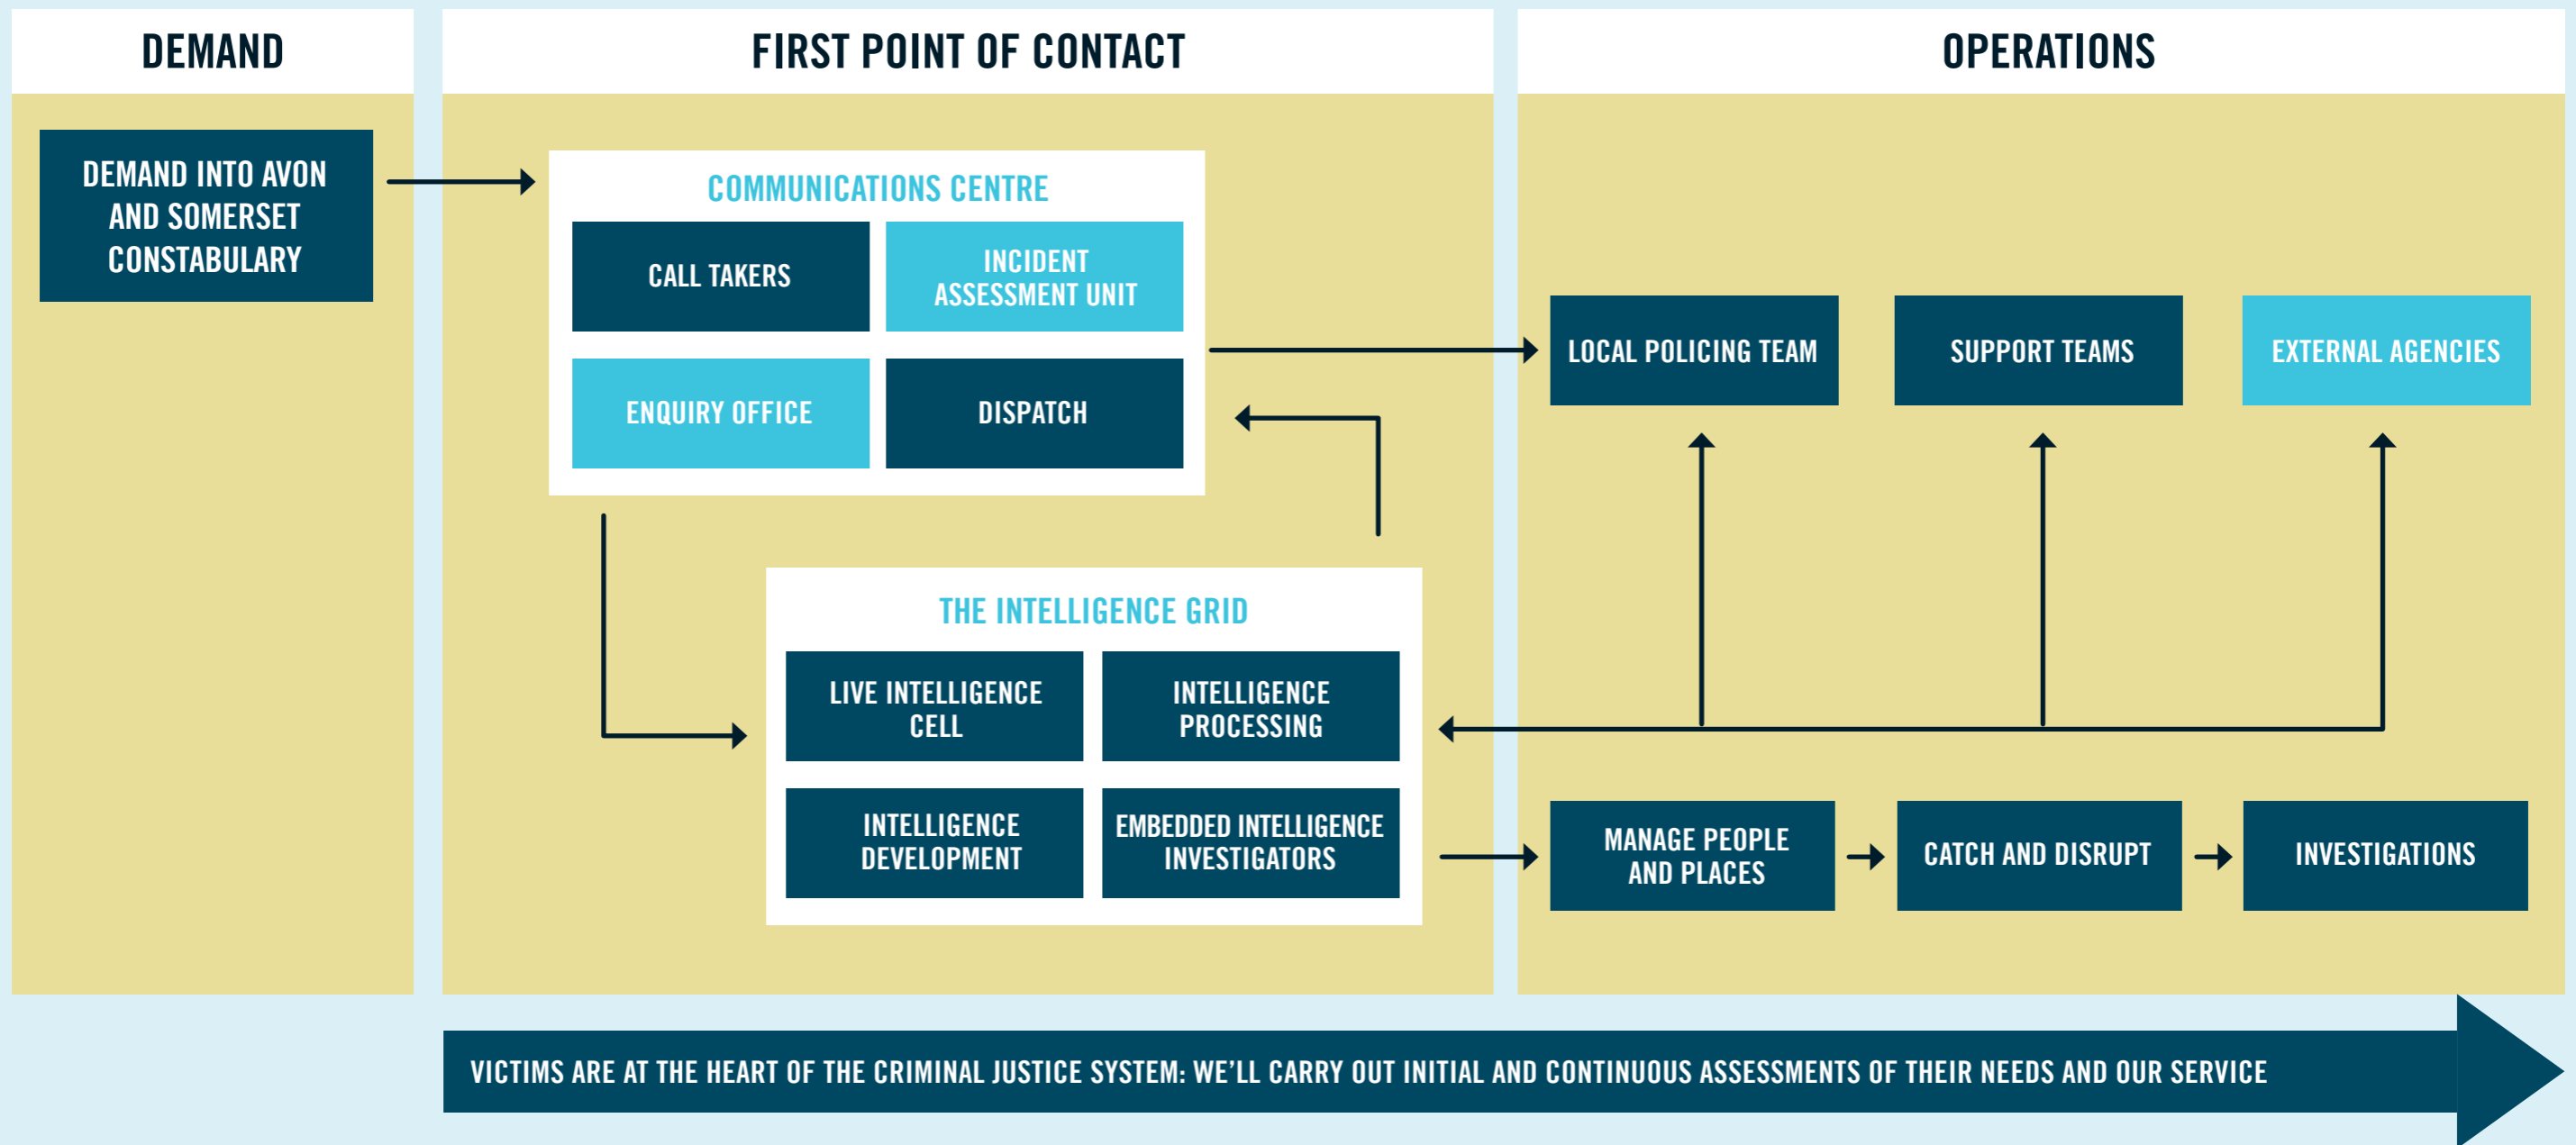 DEMAND
DEMAND INTO AVON
AND SOMERSET
CONSTABULARY
FIRST POINT OF CONTACT
COMMUNICATIONS CENTRE
CALL TAKERS
INCIDENT
ASSESSMENT UNIT
ENQUIRY OFFICE
DISPATCH
THE INTELLIGENCE GRID
LIVE INTELLIGENCE
CELL
INTELLIGENCE
PROCESSING
INTELLIGENCE
DEVELOPMENT
EMBEDDED INTELLIGENCE
INVESTIGATORS
OPERATIONS
LOCAL POLICING TEAM
SUPPORT TEAMS
EXTERNAL AGENCIES
MANAGE PEOPLE
AND PLACES
CATCH AND DISRUPT
INVESTIGATIONS
VICTIMS ARE AT THE HEART OF THE CRIMINAL JUSTICE SYSTEM: WE’LL CARRY OUT INITIAL AND CONTINUOUS ASSESSMENTS OF THEIR NEEDS AND OUR SERVICE